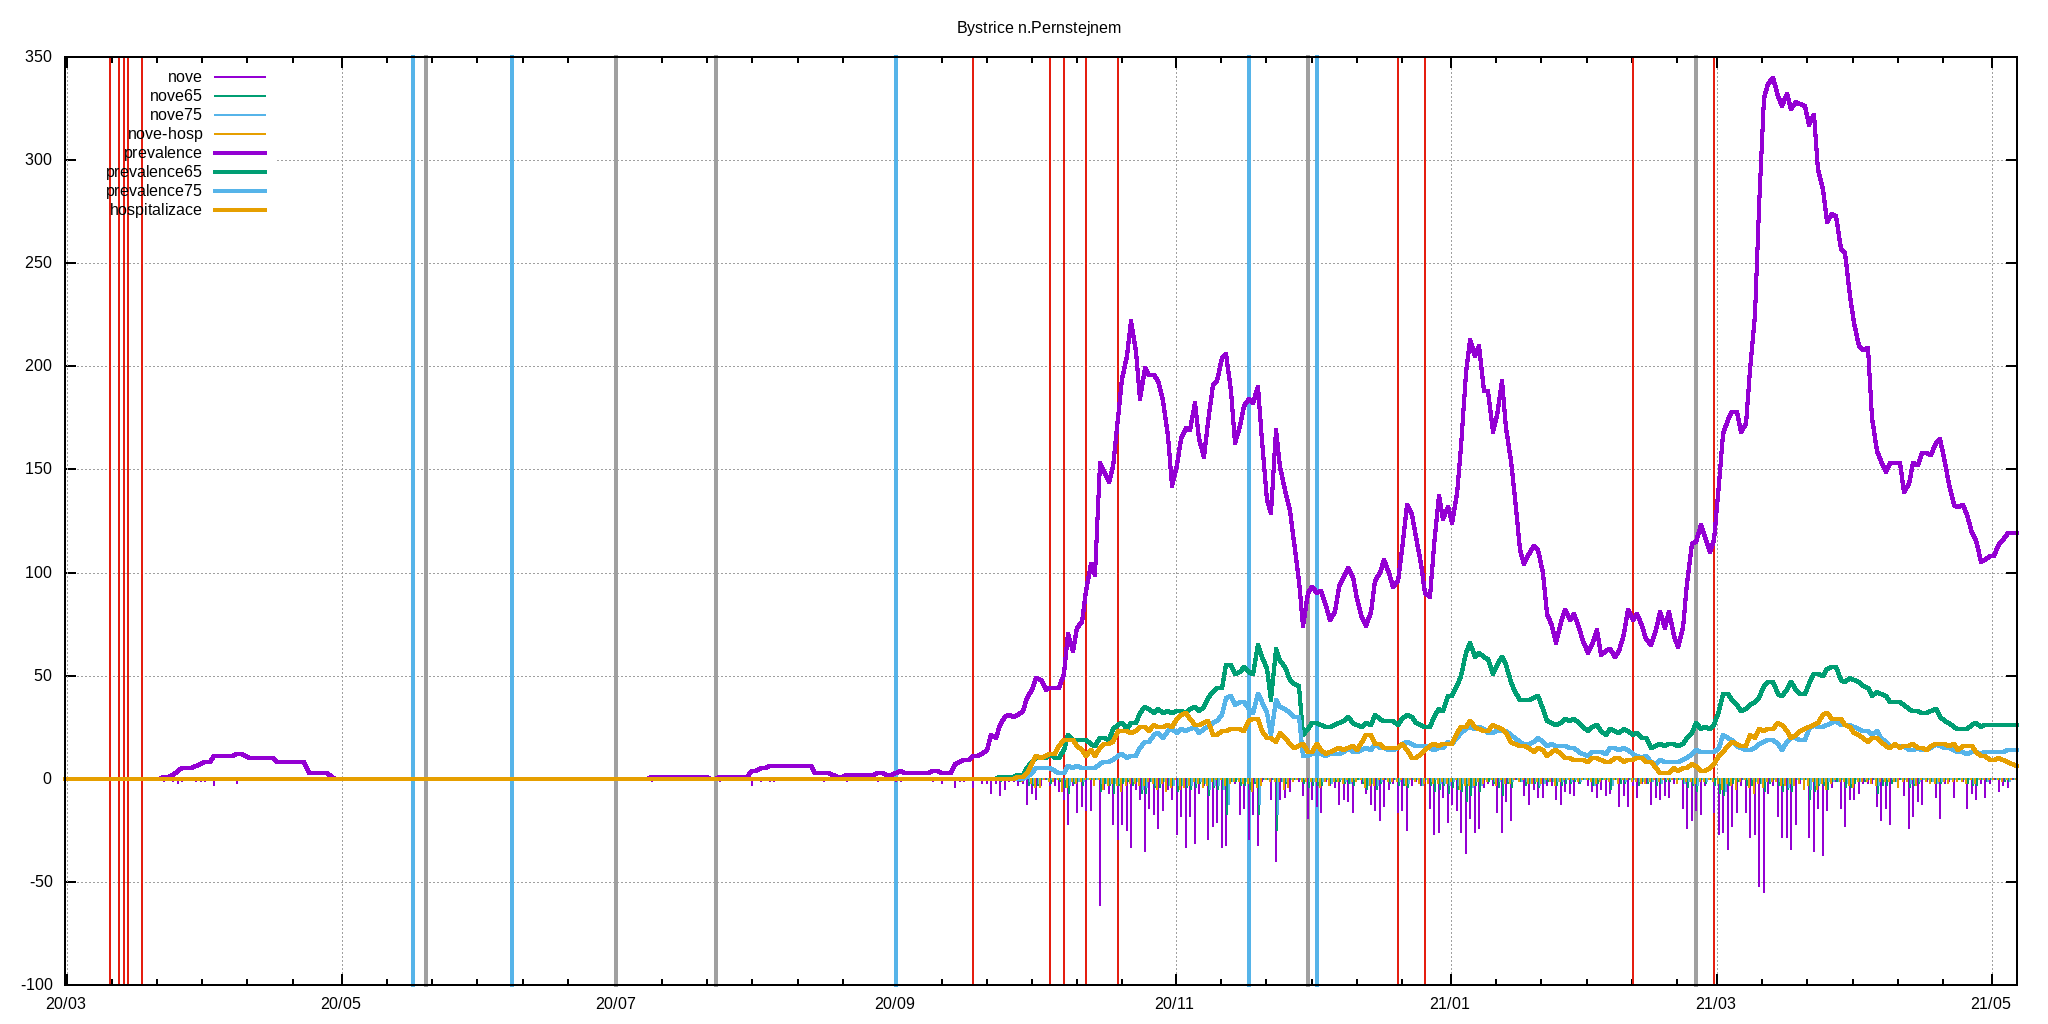 Bystrice n.Pernstejnem
350
300
250
200
150
100
50
0
-50
-100
nove
nove65
nove75
nove-hosp
prevalence
prevalence65
prevalence75
hospitalizace
20/03 20/05 20/07 20/09 20/11 21/01 21/03 21/05